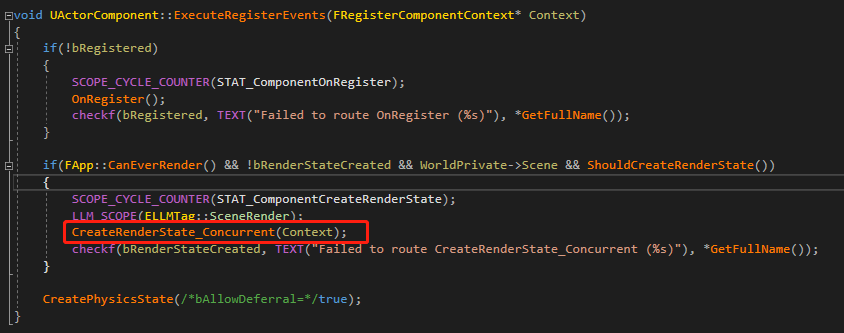 void UActorComponent::ExecuteRegisterEvents(FRegisterComponentContext* Context)
{
if(!bRegistered)
{
SCOPE_CYCLE_COUNTER(STAT_ComponentOnRegister);
OnRegister();
checkf(bRegistered, TEXT("Failed to route OnRegister (%s)"), *GetFullName());
}
if(FApp::CanEverRender() && !bRenderStateCreated && WorldPrivate->Scene && ShouldCreateRenderState())
{
SCOPE_CYCLE_COUNTER(STAT_ComponentCreateRenderState);
LLM_SCOPE(ELLMTag::SceneRender);
CreateRenderState_Concurrent(Context);
checkf(bRenderStateCreated, TEXT("Failed to route CreateRenderState_Concurrent (%s)"), *GetFullName());
}
CreatePhysicsState(/*bAllowDeferral=*/true);
}